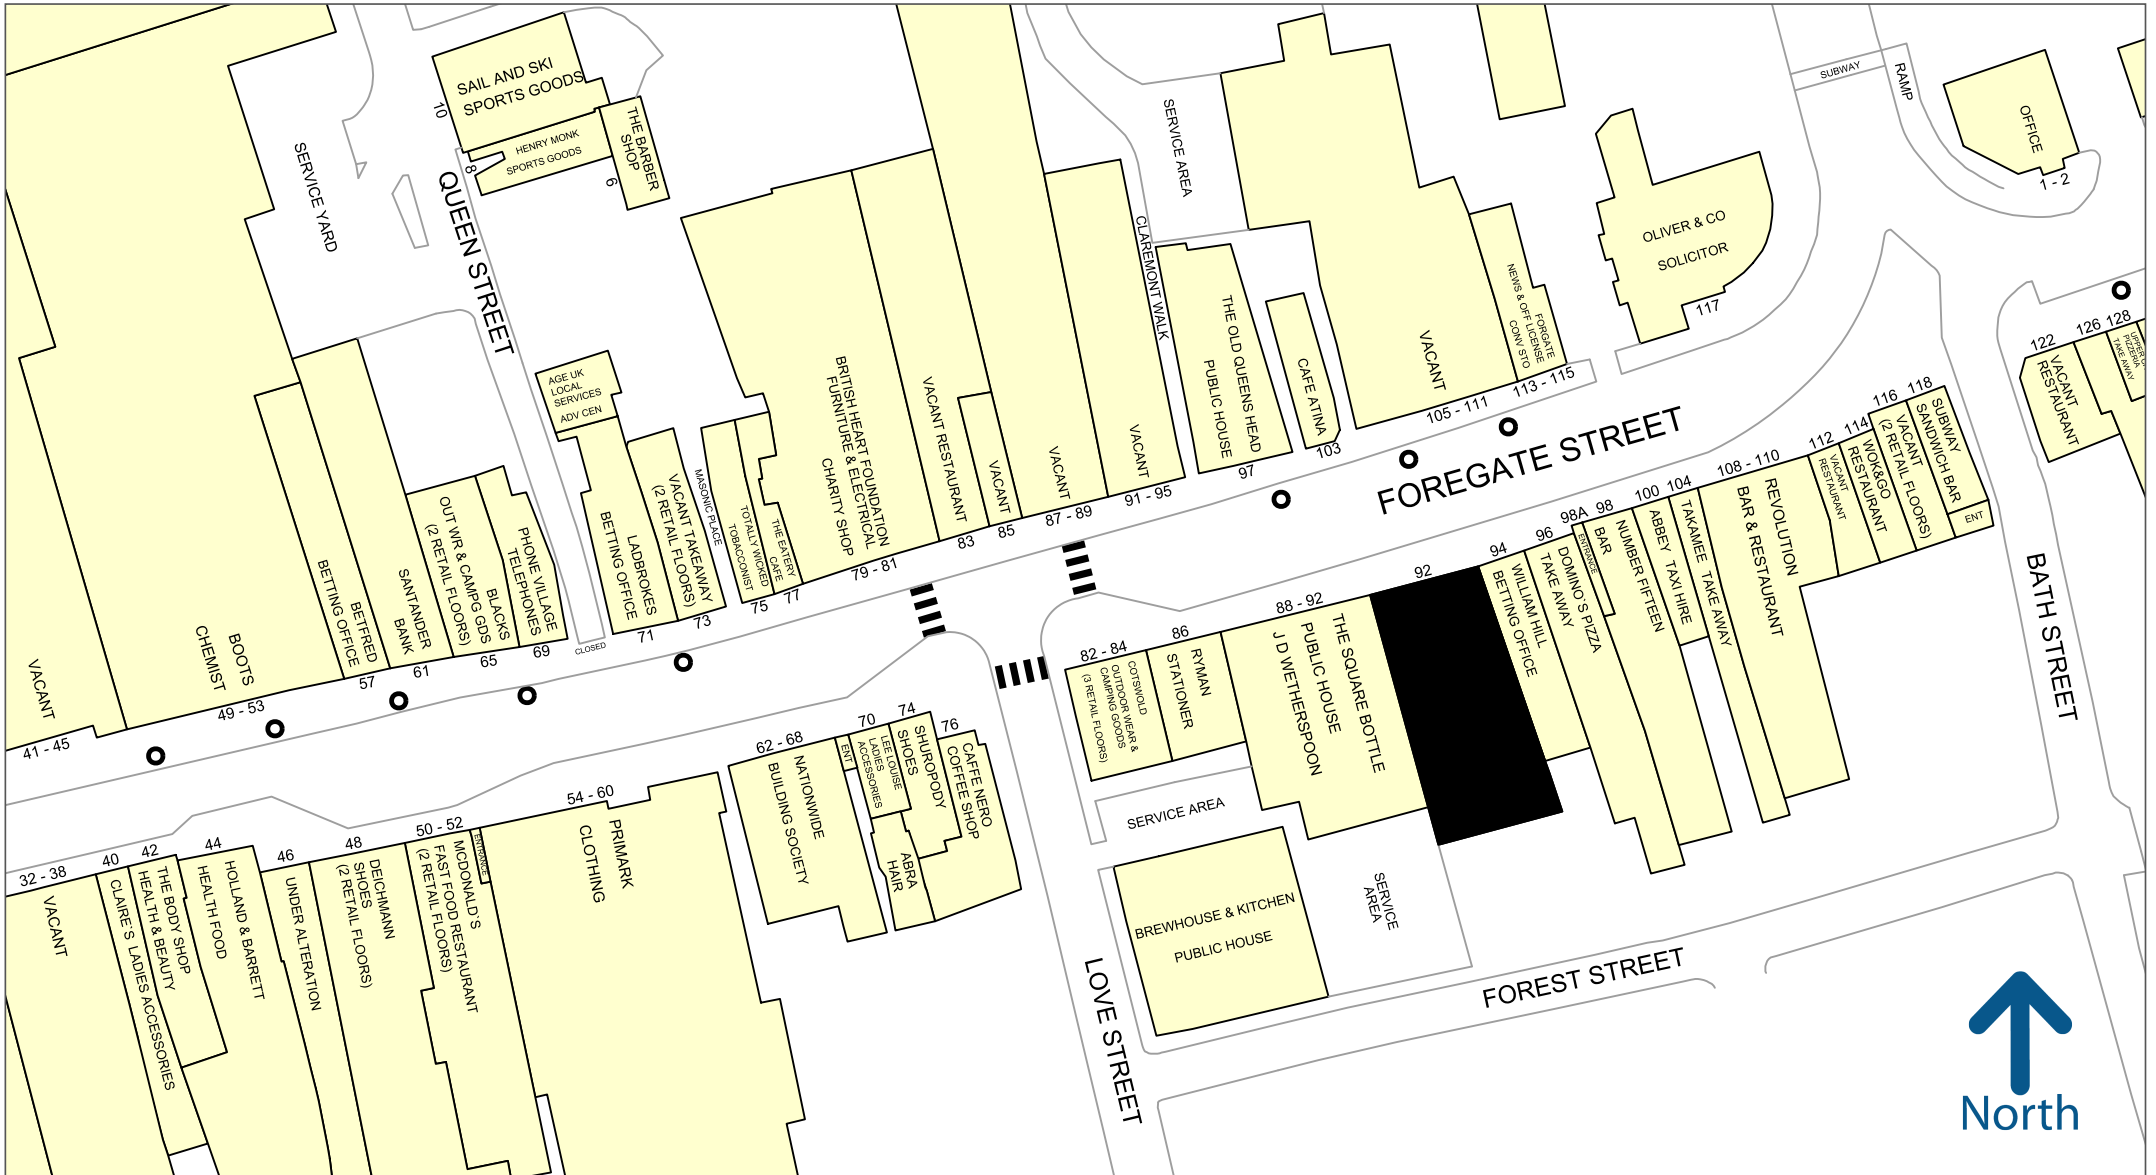 SAIL AND SKI
SPORTS GOODS
10
HENRY MONK
SPORTS GOODS
8
THE BARBER
SHOP
6
SERVICE YARD
QUEEN STREET
SERVICE AREA
CLAREMONT WALK
SUBWAY
RAMP
OFFICE
1 - 2
OLIVER & CO
SOLICITOR
117
VACANT
41 - 45
BOOTS
CHEMIST
49 - 53
BETFRED
BETTING OFFICE
57
SANTANDER
BANK
61
BLACKS
OUT WR & CAMPG GDS
(2 RETAIL FLOORS)
65
PHONE VILLAGE
TELEPHONES
69
CLOSED
AGE UK
LOCAL
SERVICES
ADV CEN
LADBROKES
BETTING OFFICE
71
VACANT TAKEAWAY
(2 RETAIL FLOORS)
73
MASONIC PLACE
TOTALLY WICKED
TOBACCONIST
75
THE EATERY
CAFE
77
BRITISH HEART FOUNDATION
FURNITURE & ELECTRICAL
CHARITY SHOP
79 - 81
VACANT RESTAURANT
83
VACANT
85
VACANT
87 - 89
VACANT
91 - 95
THE OLD QUEENS HEAD
PUBLIC HOUSE
97
CAFE ATINA
103
VACANT
105 - 111
FORGATE
NEWS & OFF LICENSE
CONV STO
113 - 115
FOREGATE STREET
122
VACANT
RESTAURANT
126
128
PIZZERIA
TAKE AWAY
32 - 38
VACANT
40
CLAIRE`S LADIES ACCESSORIES
42
THE BODY SHOP
HEALTH & BEAUTY
44
HOLLAND & BARRETT
HEALTH FOOD
46
UNDER ALTERATION
48
DEICHMANN
SHOES
(2 RETAIL FLOORS)
50 - 52
MCDONALD`S
FAST FOOD RESTAURANT
(2 RETAIL FLOORS)
ENTRANCE
54 - 60
PRIMARK
CLOTHING
62 - 68
NATIONWIDE
BUILDING SOCIETY
ENT
70
LEE LOUISE
LADIES
ACCESSORIES
74
SHUROPODY
SHOES
ABRA
HAIR
76
CAFFE NERO
COFFEE SHOP
82 - 84
COTSWOLD
OUTDOOR WEAR &
CAMPING GOODS
(3 RETAIL FLOORS)
86
RYMAN
STATIONER
88 - 92
THE SQUARE BOTTLE
PUBLIC HOUSE
J D WETHERSPOON
92
94
WILLIAM HILL
BETTING OFFICE
96
DOMINO`S PIZZA
TAKE AWAY
98A
ENTRANCE
98
NUMBER FIFTEEN
BAR
100
ABBEY TAXI HIRE
104
TAKAMEE TAKE AWAY
108 - 110
REVOLUTION
BAR & RESTAURANT
112
VACANT
RESTAURANT
114
WOK&GO
RESTAURANT
116
VACANT
(2 RETAIL FLOORS)
118
SUBWAY
SANDWICH BAR
ENT
SERVICE AREA
BREWHOUSE & KITCHEN
PUBLIC HOUSE
SERVICE
AREA
LOVE STREET
FOREST STREET
BATH STREET
North